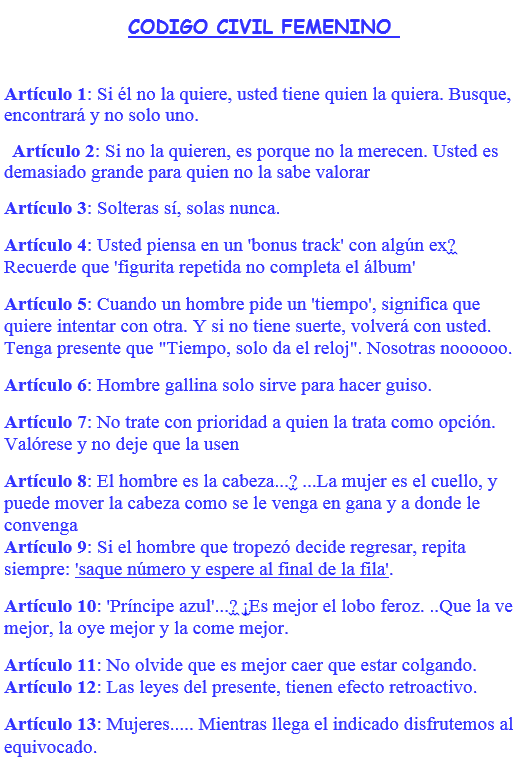 CODIGO CIVIL FEMENINO
Artículo 1: Si él no la quiere, usted tiene quien la quiera. Busque,
encontrará y no solo uno.
Artículo 2: Si no la quieren, es porque no la merecen. Usted es
demasiado grande para quien no la sabe valorar
Artículo 3: Solteras sí, solas nunca.
Artículo 4: Usted piensa en un 'bonus track' con algún ex?
Recuerde que 'figurita repetida no completa el álbum'
Artículo 5: Cuando un hombre pide un 'tiempo', significa que
quiere intentar con otra. Y si no tiene suerte, volverá con usted.
Tenga presente que "Tiempo, solo da el reloj". Nosotras noooooo.
Artículo 6: Hombre gallina solo sirve para hacer guiso.
Artículo 7: No trate con prioridad a quien la trata como opción.
Valórese y no deje que la usen
Artículo 8: El hombre es la cabeza...? ...La mujer es el cuello, y
puede mover la cabeza como se le venga en gana y a donde le
convenga
Artículo 9: Si el hombre que tropezó decide regresar, repita
siempre: 'saque número y espere al final de la fila'.
Artículo 10: 'Príncipe azul'...? ¡Es mejor el lobo feroz. ..Que la ve
mejor, la oye mejor y la come mejor.
Artículo 11: No olvide que es mejor caer que estar colgando.
Artículo 12: Las leyes del presente, tienen efecto retroactivo.
Artículo 13: Mujeres..... Mientras llega el indicado disfrutemos al
equivocado.